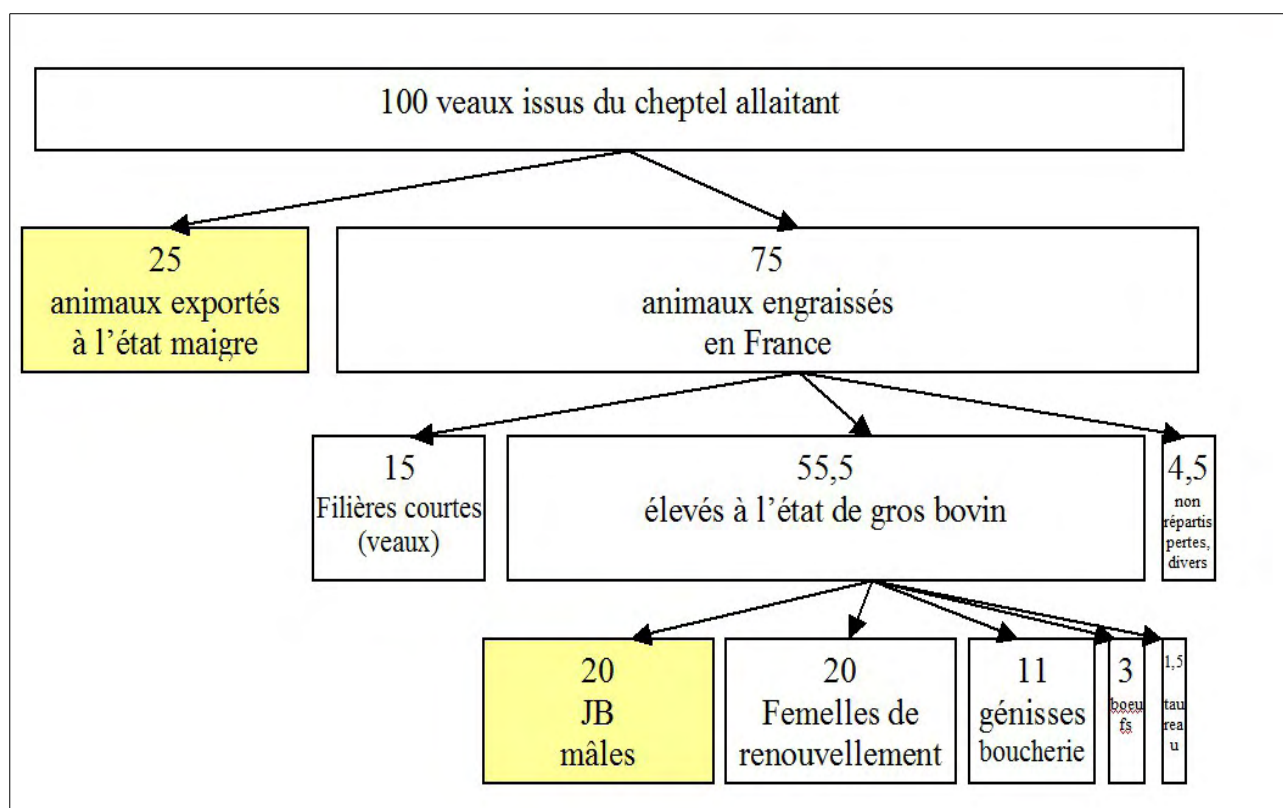 100 veaux issus du cheptel allaitant
25
animaux exportés
à l'état maigre
75
animaux engraissés
en France
15
Filières courtes
(veaux)
55,5
élevés à l'état de gros bovin
4,5
non
répartis
pertes,
divers
20
JB
mâles
20
Femelles de
renouvellement
11
génisses
boucherie
3
boeu
fs
1,5
tau
rea
u